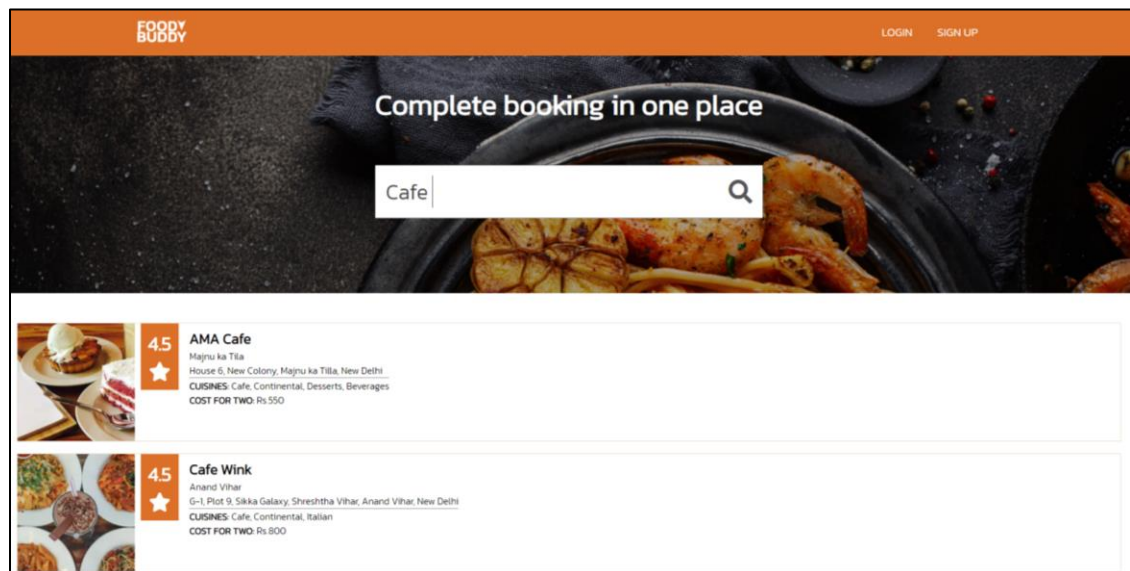 FOODY
BUDDY
LOGIN SIGN UP
Complete booking in one place
Cafe
4.5
AMA Cafe
Majnu ka Tila
House 6, New Colony, Majnu ka Tilla, New Delhi
CUISINES: Cafe, Continental, Desserts, Beverages
COST FOR TWO: Rs.550
4.5
Cafe Wink
Anand Vihar
G-1, Plot 9, Sikka Galaxy, Shreshtha Vihar, Anand Vihar, New Delhi
CUISINES: Cafe, Continental, Italian
COST FOR TWO: Rs.800